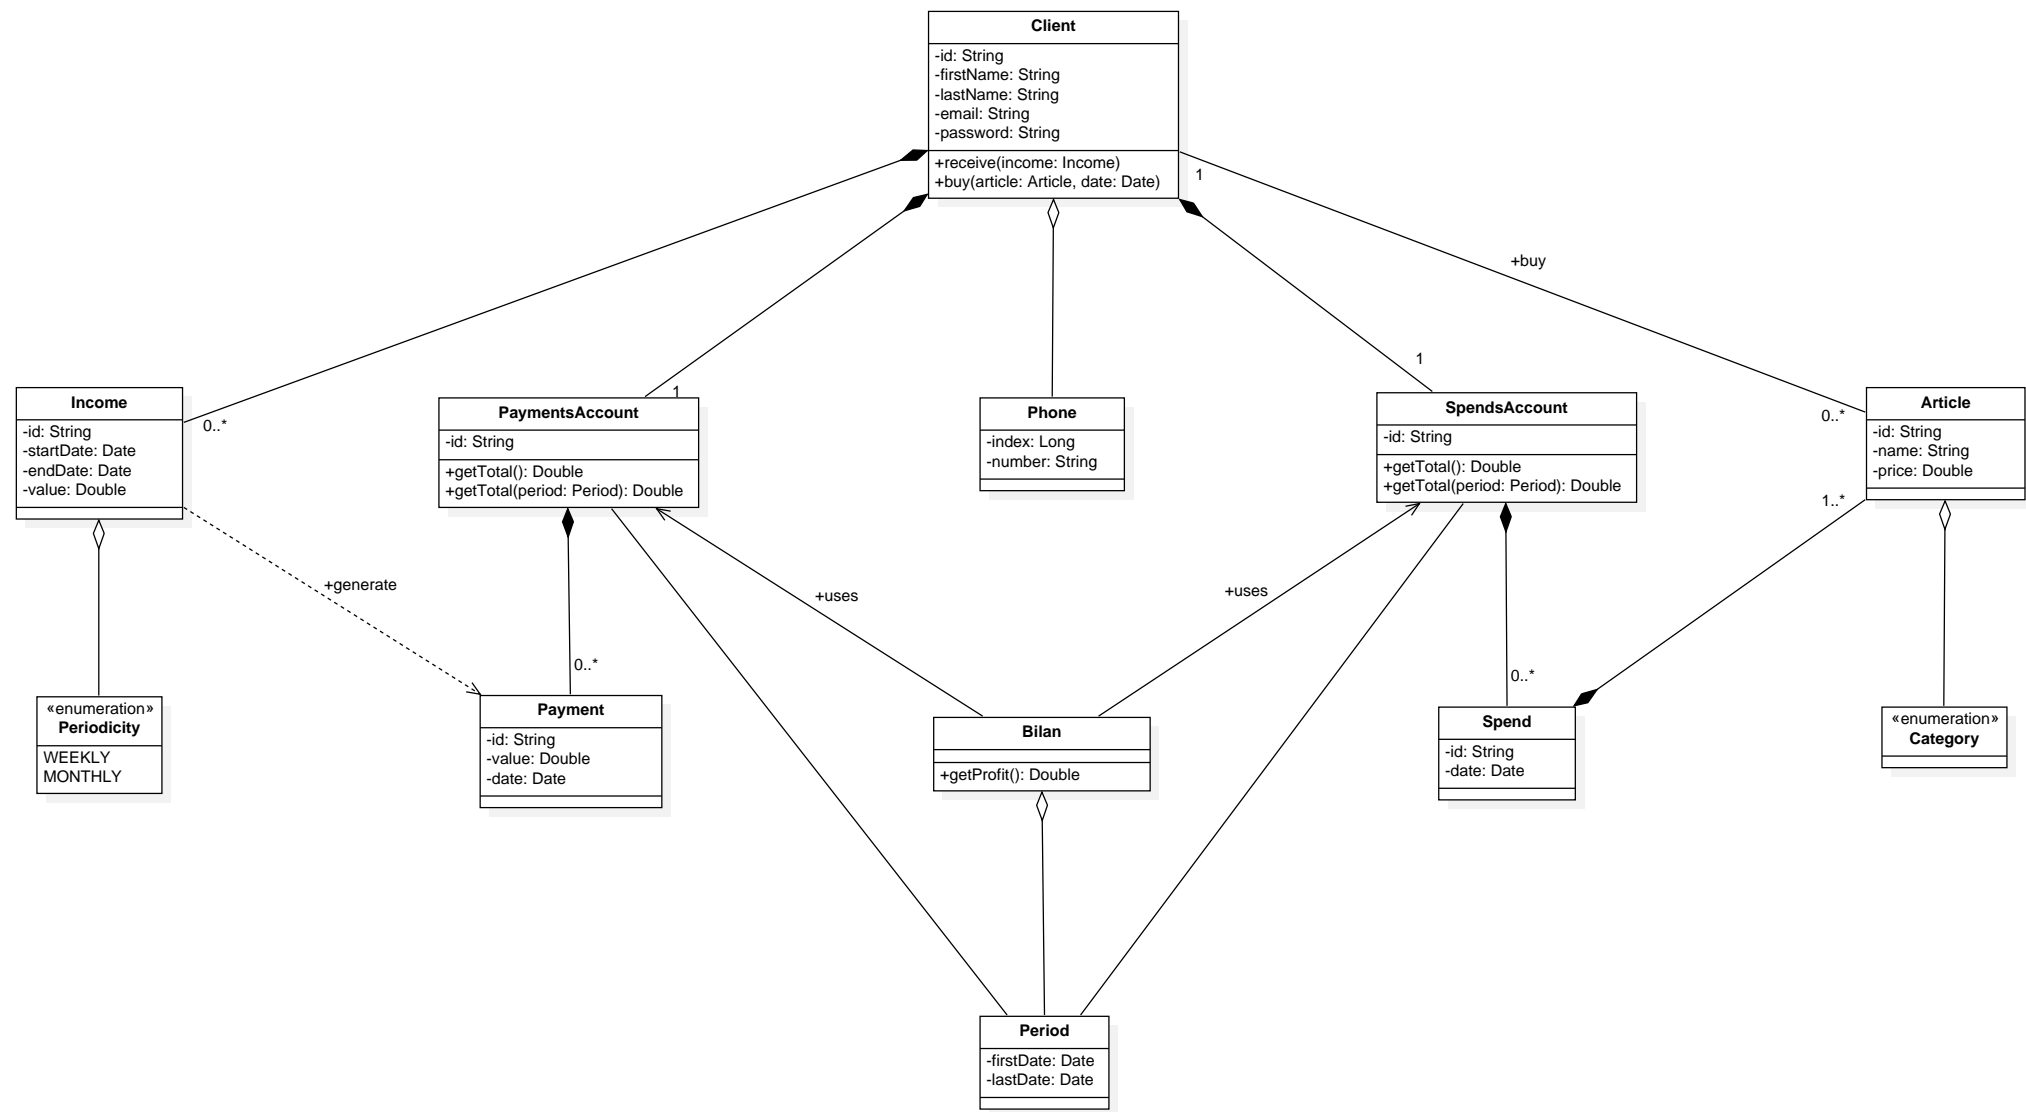 Client
-id: String
-firstName: String
-lastName: String
-email: String
-password: String
+receive(income: Income)
+buy(article: Article, date: Date)
1
+buy
1
1
0..*
0..*
Income
-id: String
-startDate: Date
-endDate: Date
-value: Double
PaymentsAccount
-id: String
+getTotal(): Double
+getTotal(period: Period): Double
Phone
-index: Long
-number: String
SpendsAccount
-id: String
+getTotal(): Double
+getTotal(period: Period): Double
Article
-id: String
-name: String
-price: Double
1..*
+generate
+uses
+uses
0..*
0..*
«enumeration»
Periodicity
WEEKLY
MONTHLY
Payment
-id: String
-value: Double
-date: Date
Bilan
+getProfit(): Double
Spend
-id: String
-date: Date
«enumeration»
Category
Period
-firstDate: Date
-lastDate: Date